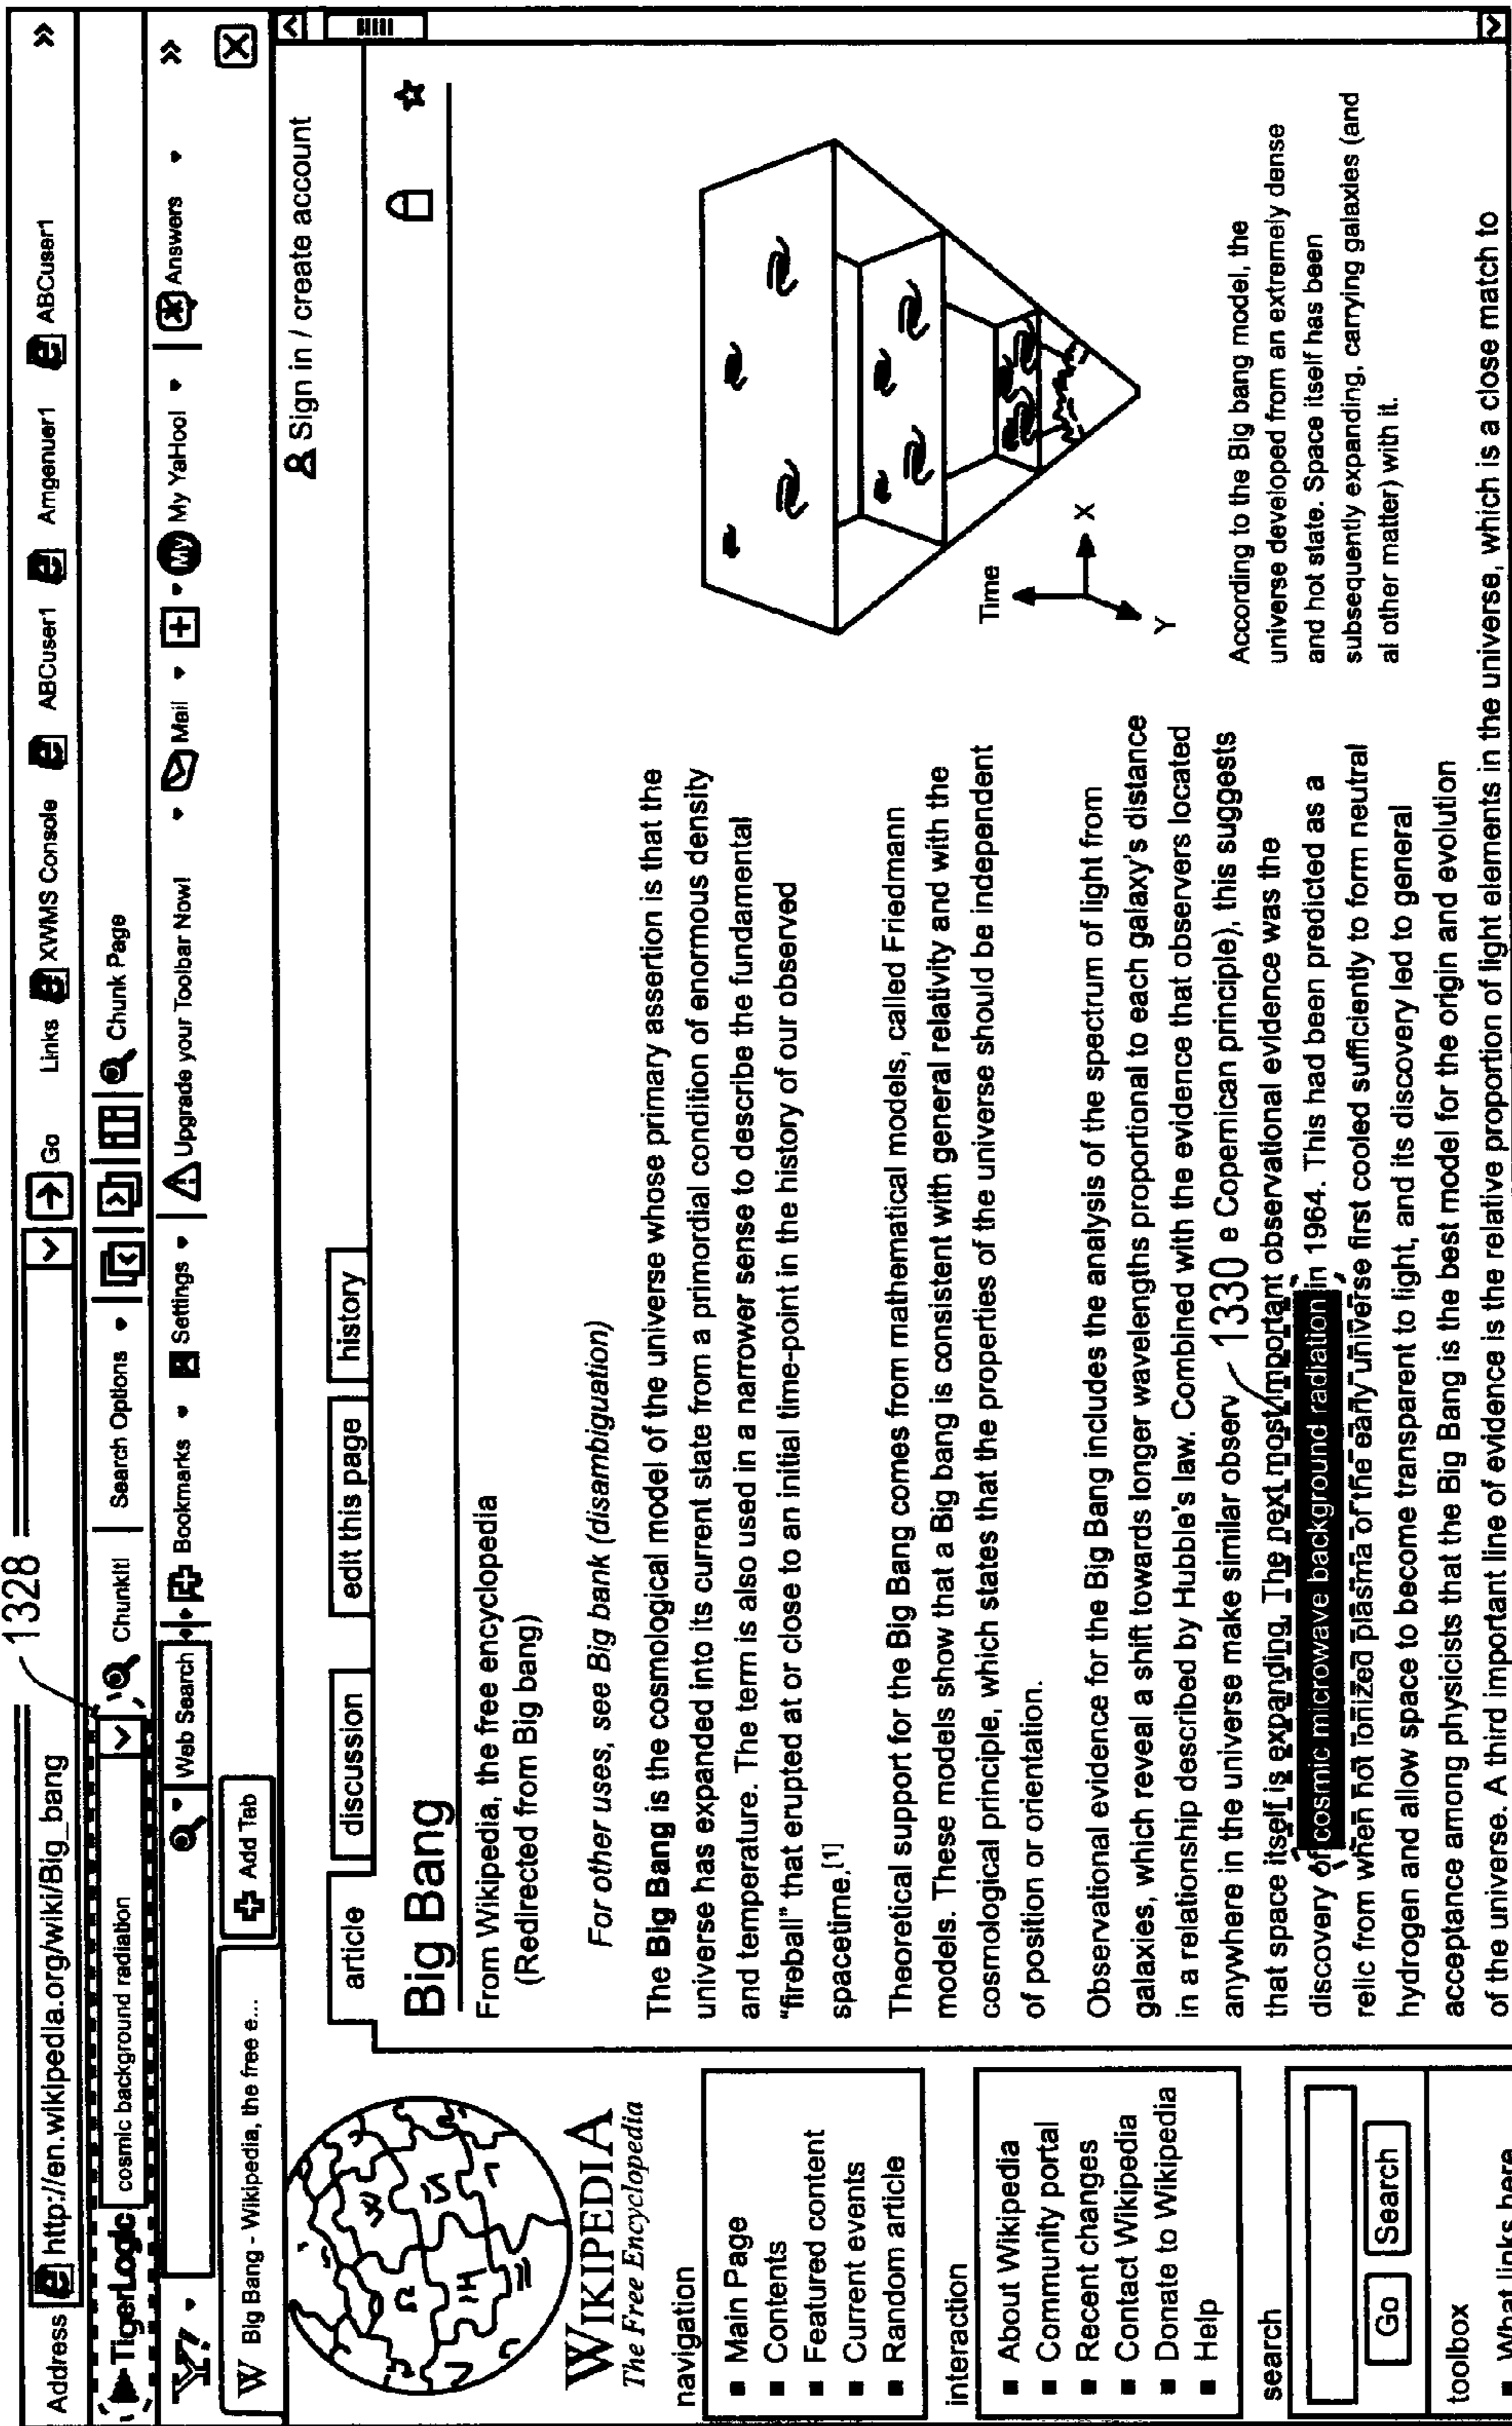 1328
Address http://en.wikipedia.org/wiki/Big_bang Go Links XWMS Console ABCuser1 Amgenuer1 ABCuser1 »
TigerLogic cosmic background radiation ChunkIt! Search Options Chunk Page
Y! Web Search Bookmarks Settings Upgrade your Toolbar Now! Mail My YaHoo! Answers »
W Big Bang - Wikipedia, the free e... Add Tab X
Sign in / create account
WIKIPEDIA
The Free Encyclopedia
navigation
Main Page
Contents
Featured content
Current events
Random article
interaction
About Wikipedia
Community portal
Recent changes
Contact Wikipedia
Donate to Wikipedia
Help
search
Go Search
toolbox
What links here
article discussion edit this page history
Big Bang
From Wikipedia, the free encyclopedia
(Redirected from Big bang)
For other uses, see Big bank (disambiguation)
The Big Bang is the cosmological model of the universe whose primary assertion is that the
universe has expanded into its current state from a primordial condition of enormous density
and temperature. The term is also used in a narrower sense to describe the fundamental
"fireball" that erupted at or close to an initial time-point in the history of our observed
spacetime.[1]
Theoretical support for the Big Bang comes from mathematical models, called Friedmann
models. These models show that a Big bang is consistent with general relativity and with the
cosmological principle, which states that the properties of the universe should be independent
of position or orientation.
Observational evidence for the Big Bang includes the analysis of the spectrum of light from
galaxies, which reveal a shift towards longer wavelengths proportional to each galaxy's distance
in a relationship described by Hubble's law. Combined with the evidence that observers located
anywhere in the universe make similar observ 1330 e Copernican principle), this suggests
that space itself is expanding. The next most important observational evidence was the
discovery of cosmic microwave background radiation in 1964. This had been predicted as a
relic from when hot ionized plasma of the early universe first cooled sufficiently to form neutral
hydrogen and allow space to become transparent to light, and its discovery led to general
acceptance among physicists that the Big Bang is the best model for the origin and evolution
of the universe. A third important line of evidence is the relative proportion of light elements in the universe, which is a close match to
Time
X
Y
According to the Big bang model, the
universe developed from an extremely dense
and hot state. Space itself has been
subsequently expanding, carrying galaxies (and
al other matter) with it.